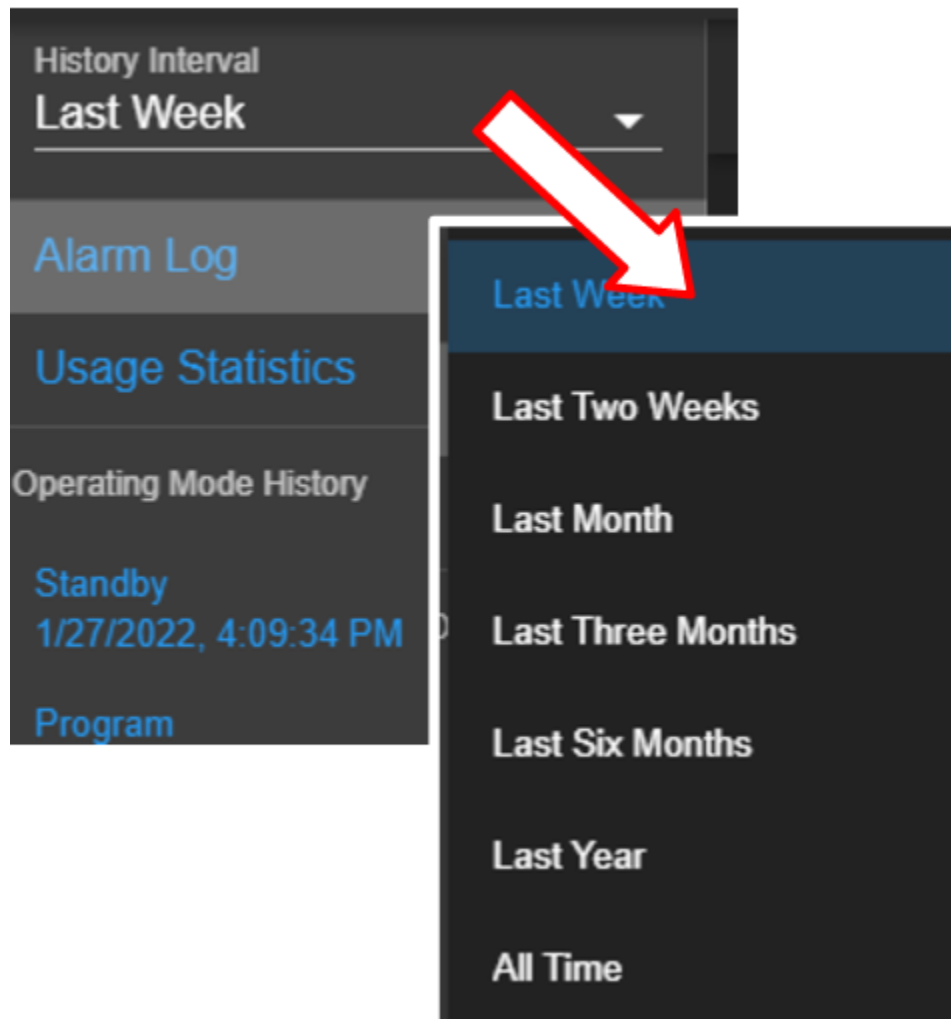 History Interval
Last Week
Alarm Log
Usage Statistics
Operating Mode History
Standby
1/27/2022, 4:09:34 PM
Program
Last Week
Last Two Weeks
Last Month
Last Three Months
Last Six Months
Last Year
All Time